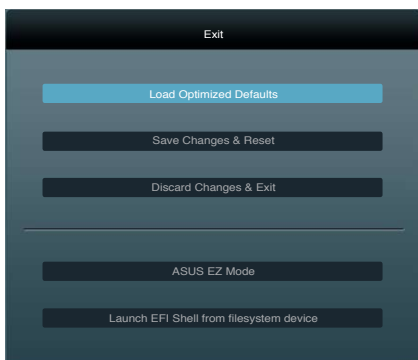 Exit
Load Optimized Defaults
Save Changes & Reset
Discard Changes & Exit
ASUS EZ Mode
Launch EFI Shell from filesystem device